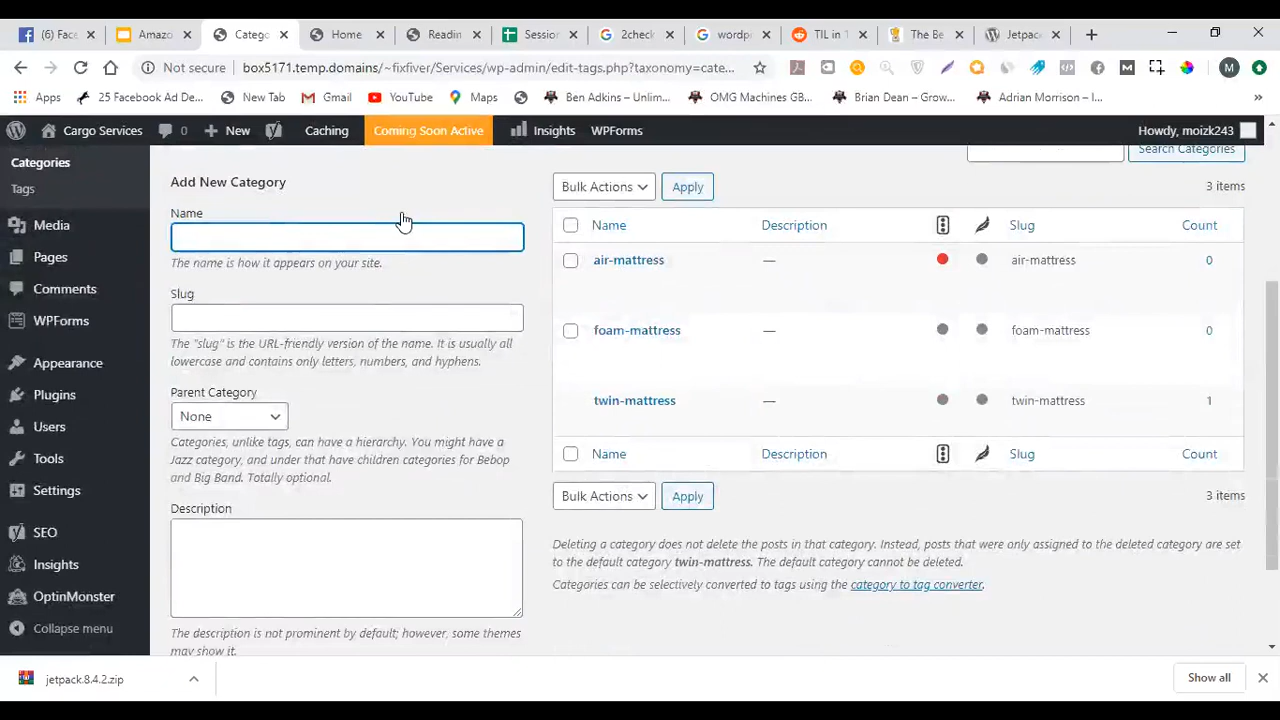 (6) Fac
Amazo
Catego
Home
Readin
Session
2check
wordpr
TIL in
The Be
Jetpac
Not secure
box5171.temp.domains/~fixfiver/Services/wp-admin/edit-tags.php?taxonomy=cate...
M
Apps
25 Facebook Ad De...
New Tab
Gmail
YouTube
Maps
Ben Adkins – Unlim...
OMG Machines GB...
Brian Dean – Grow...
Adrian Morrison – I...
Cargo Services
0
New
Caching
Coming Soon Active
Insights
WPForms
Howdy, moizk243
Categories
Tags
Media
Pages
Comments
WPForms
Appearance
Plugins
Users
Tools
Settings
SEO
Insights
OptinMonster
Collapse menu
Add New Category
Name
The name is how it appears on your site.
Slug
The "slug" is the URL-friendly version of the name. It is usually all
lowercase and contains only letters, numbers, and hyphens.
Parent Category
None
Categories, unlike tags, can have a hierarchy. You might have a
Jazz category, and under that have children categories for Bebop
and Big Band. Totally optional.
Description
The description is not prominent by default; however, some themes
may show it.
Search Categories
Bulk Actions Apply 3 items
Name Description Slug Count
air-mattress — air-mattress 0
foam-mattress — foam-mattress 0
twin-mattress — twin-mattress 1
Name Description Slug Count
Bulk Actions Apply 3 items
Deleting a category does not delete the posts in that category. Instead, posts that were only assigned to the deleted category are set
to the default category twin-mattress. The default category cannot be deleted.
Categories can be selectively converted to tags using the category to tag converter.
jetpack.8.4.2.zip
Show all